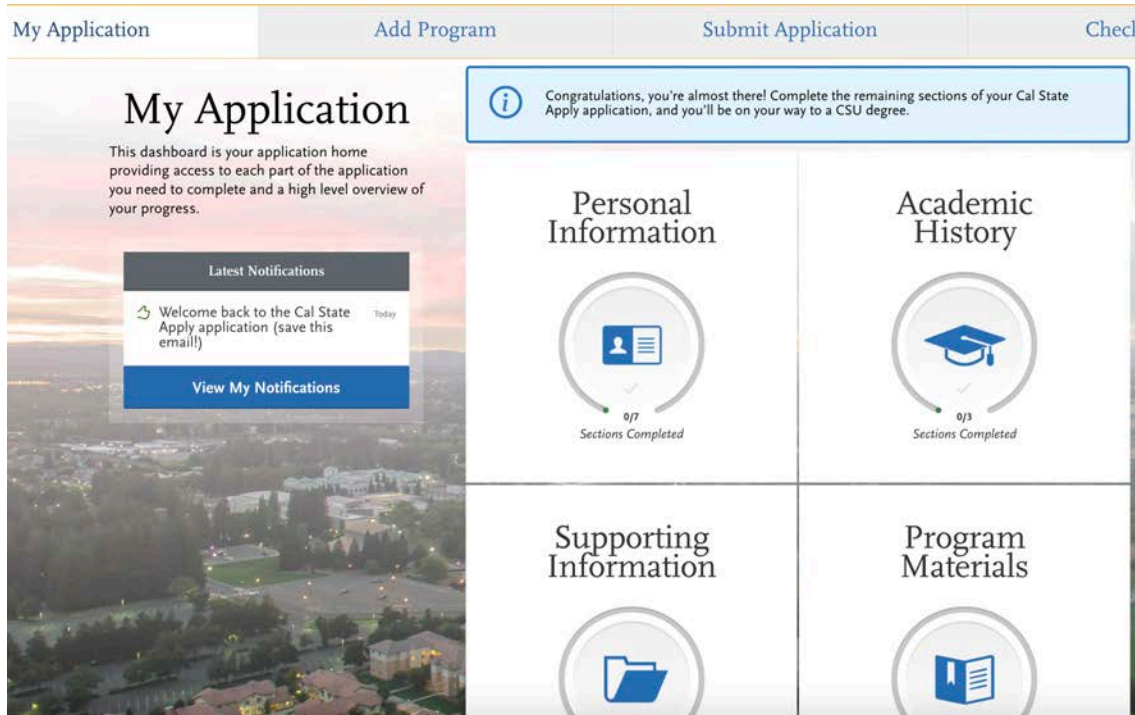 My Application
Add Program
Submit Application
Check
My Application
This dashboard is your application home
providing access to each part of the application
you need to complete and a high level overview of
your progress.
Latest Notifications
Welcome back to the Cal State
Apply application (save this
email!)
Today
View My Notifications
Congratulations, you're almost there! Complete the remaining sections of your Cal State
Apply application, and you'll be on your way to a CSU degree.
Personal
Information
0/7
Sections Completed
Academic
History
0/3
Sections Completed
Supporting
Information
Program
Materials